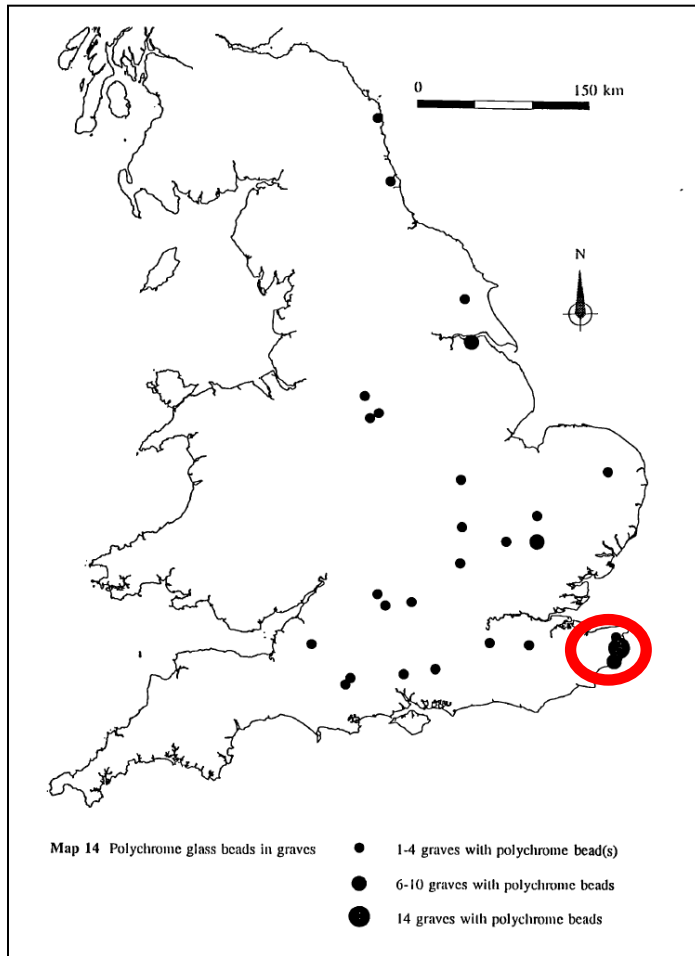 0 150 km
N
Map 14 Polychrome glass beads in graves
1-4 graves with polychrome bead(s)
6-10 graves with polychrome beads
14 graves with polychrome beads